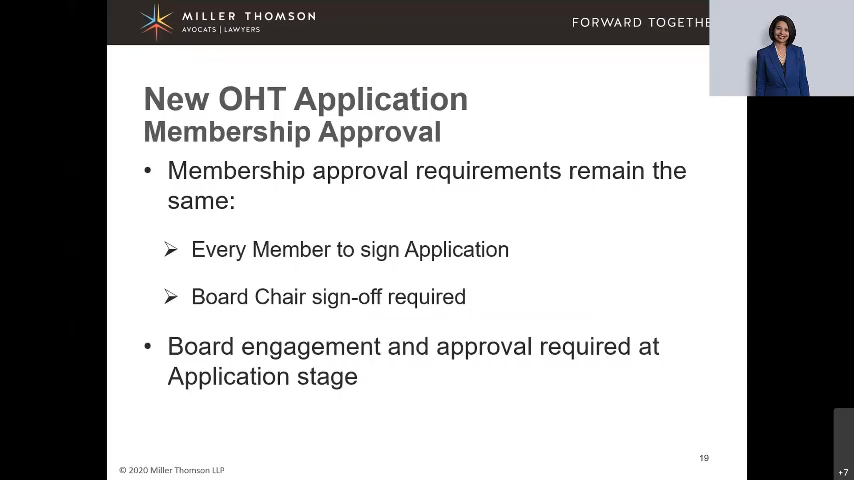 MILLER THOMSON
AVOCATS | LAWYERS
FORWARD TOGETHE
New OHT Application
Membership Approval
• Membership approval requirements remain the
same:
➢ Every Member to sign Application
➢ Board Chair sign-off required
• Board engagement and approval required at
Application stage
19
© 2020 Miller Thomson LLP
+7